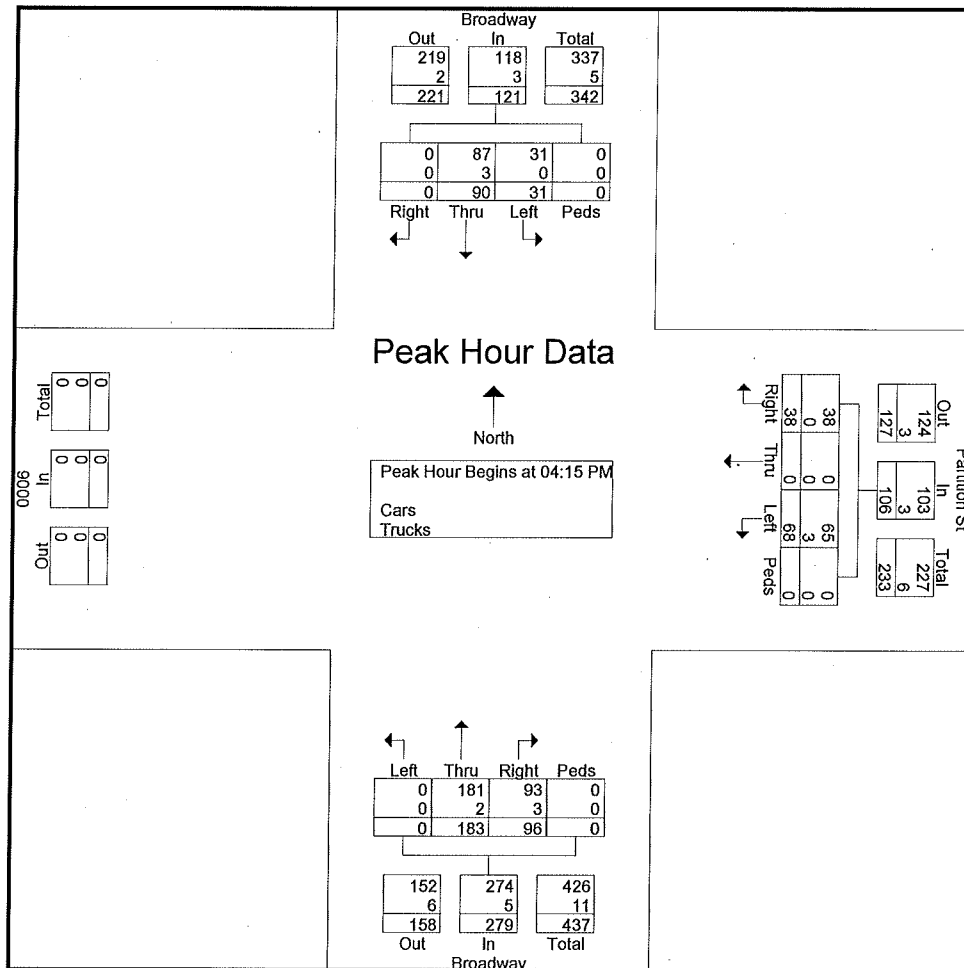 Broadway
Out In Total
219 118 337
2 3 5
221 121 342
0 87 31 0
0 3 0 0
0 90 31 0
Right Thru Left Peds
Peak Hour Data
North
Peak Hour Begins at 04:15 PM
Cars
Trucks
Total
0 0 0
In
0 0 0
Out
0 0 0
9000
Partition St
Out In Total
124 103 227
3 3 6
127 106 233
38 0 65 0
0 0 3 0
38 0 68 0
Right Thru Left Peds
Left Thru Right Peds
0 181 93 0
0 2 3 0
0 183 96 0
152 274 426
6 5 11
158 279 437
Out In Total
Broadway